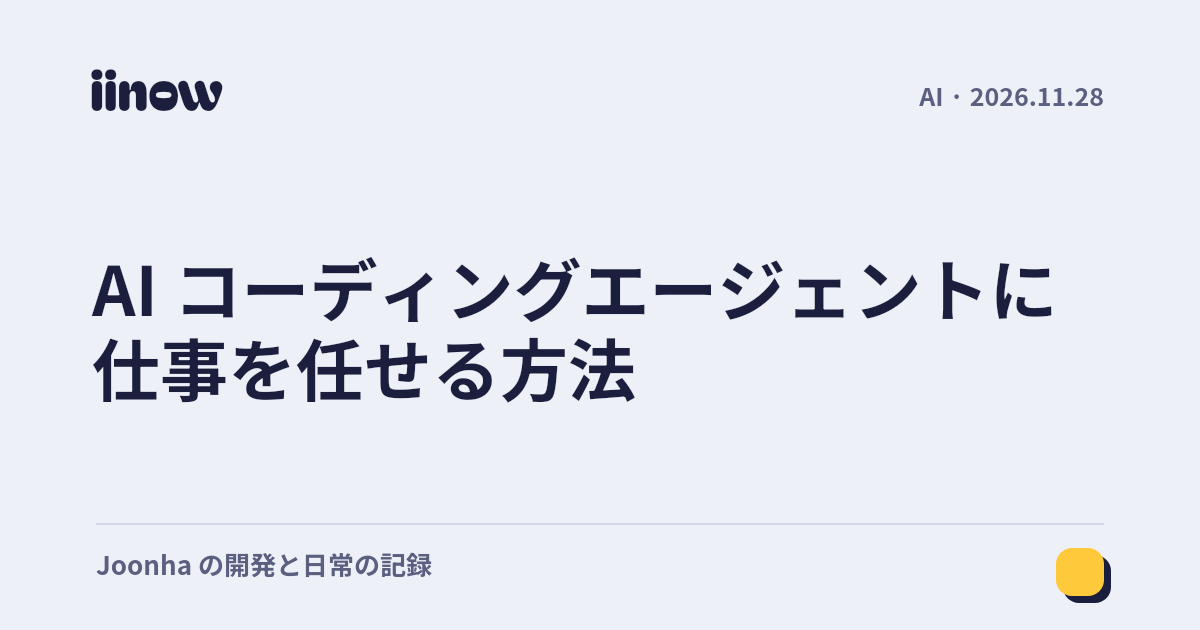 iinow
AI · 2026.11.28
AI コーディングエージェントに
仕事を任せる方法
Joonha の開発と日常の記録